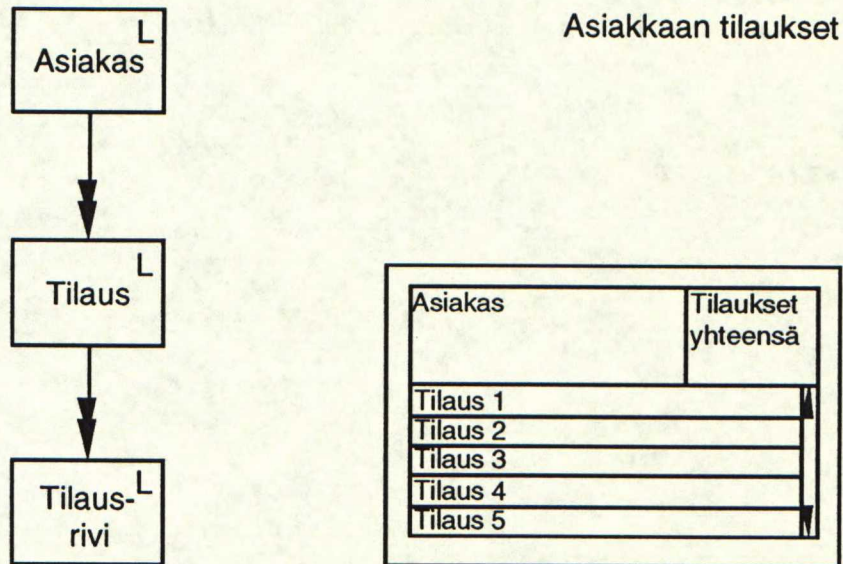 Asiakkaan tilaukset
L
Asiakas
L
Tilaus
L
Tilaus-
rivi
Asiakas
Tilaukset
yhteensä
Tilaus 1
Tilaus 2
Tilaus 3
Tilaus 4
Tilaus 5